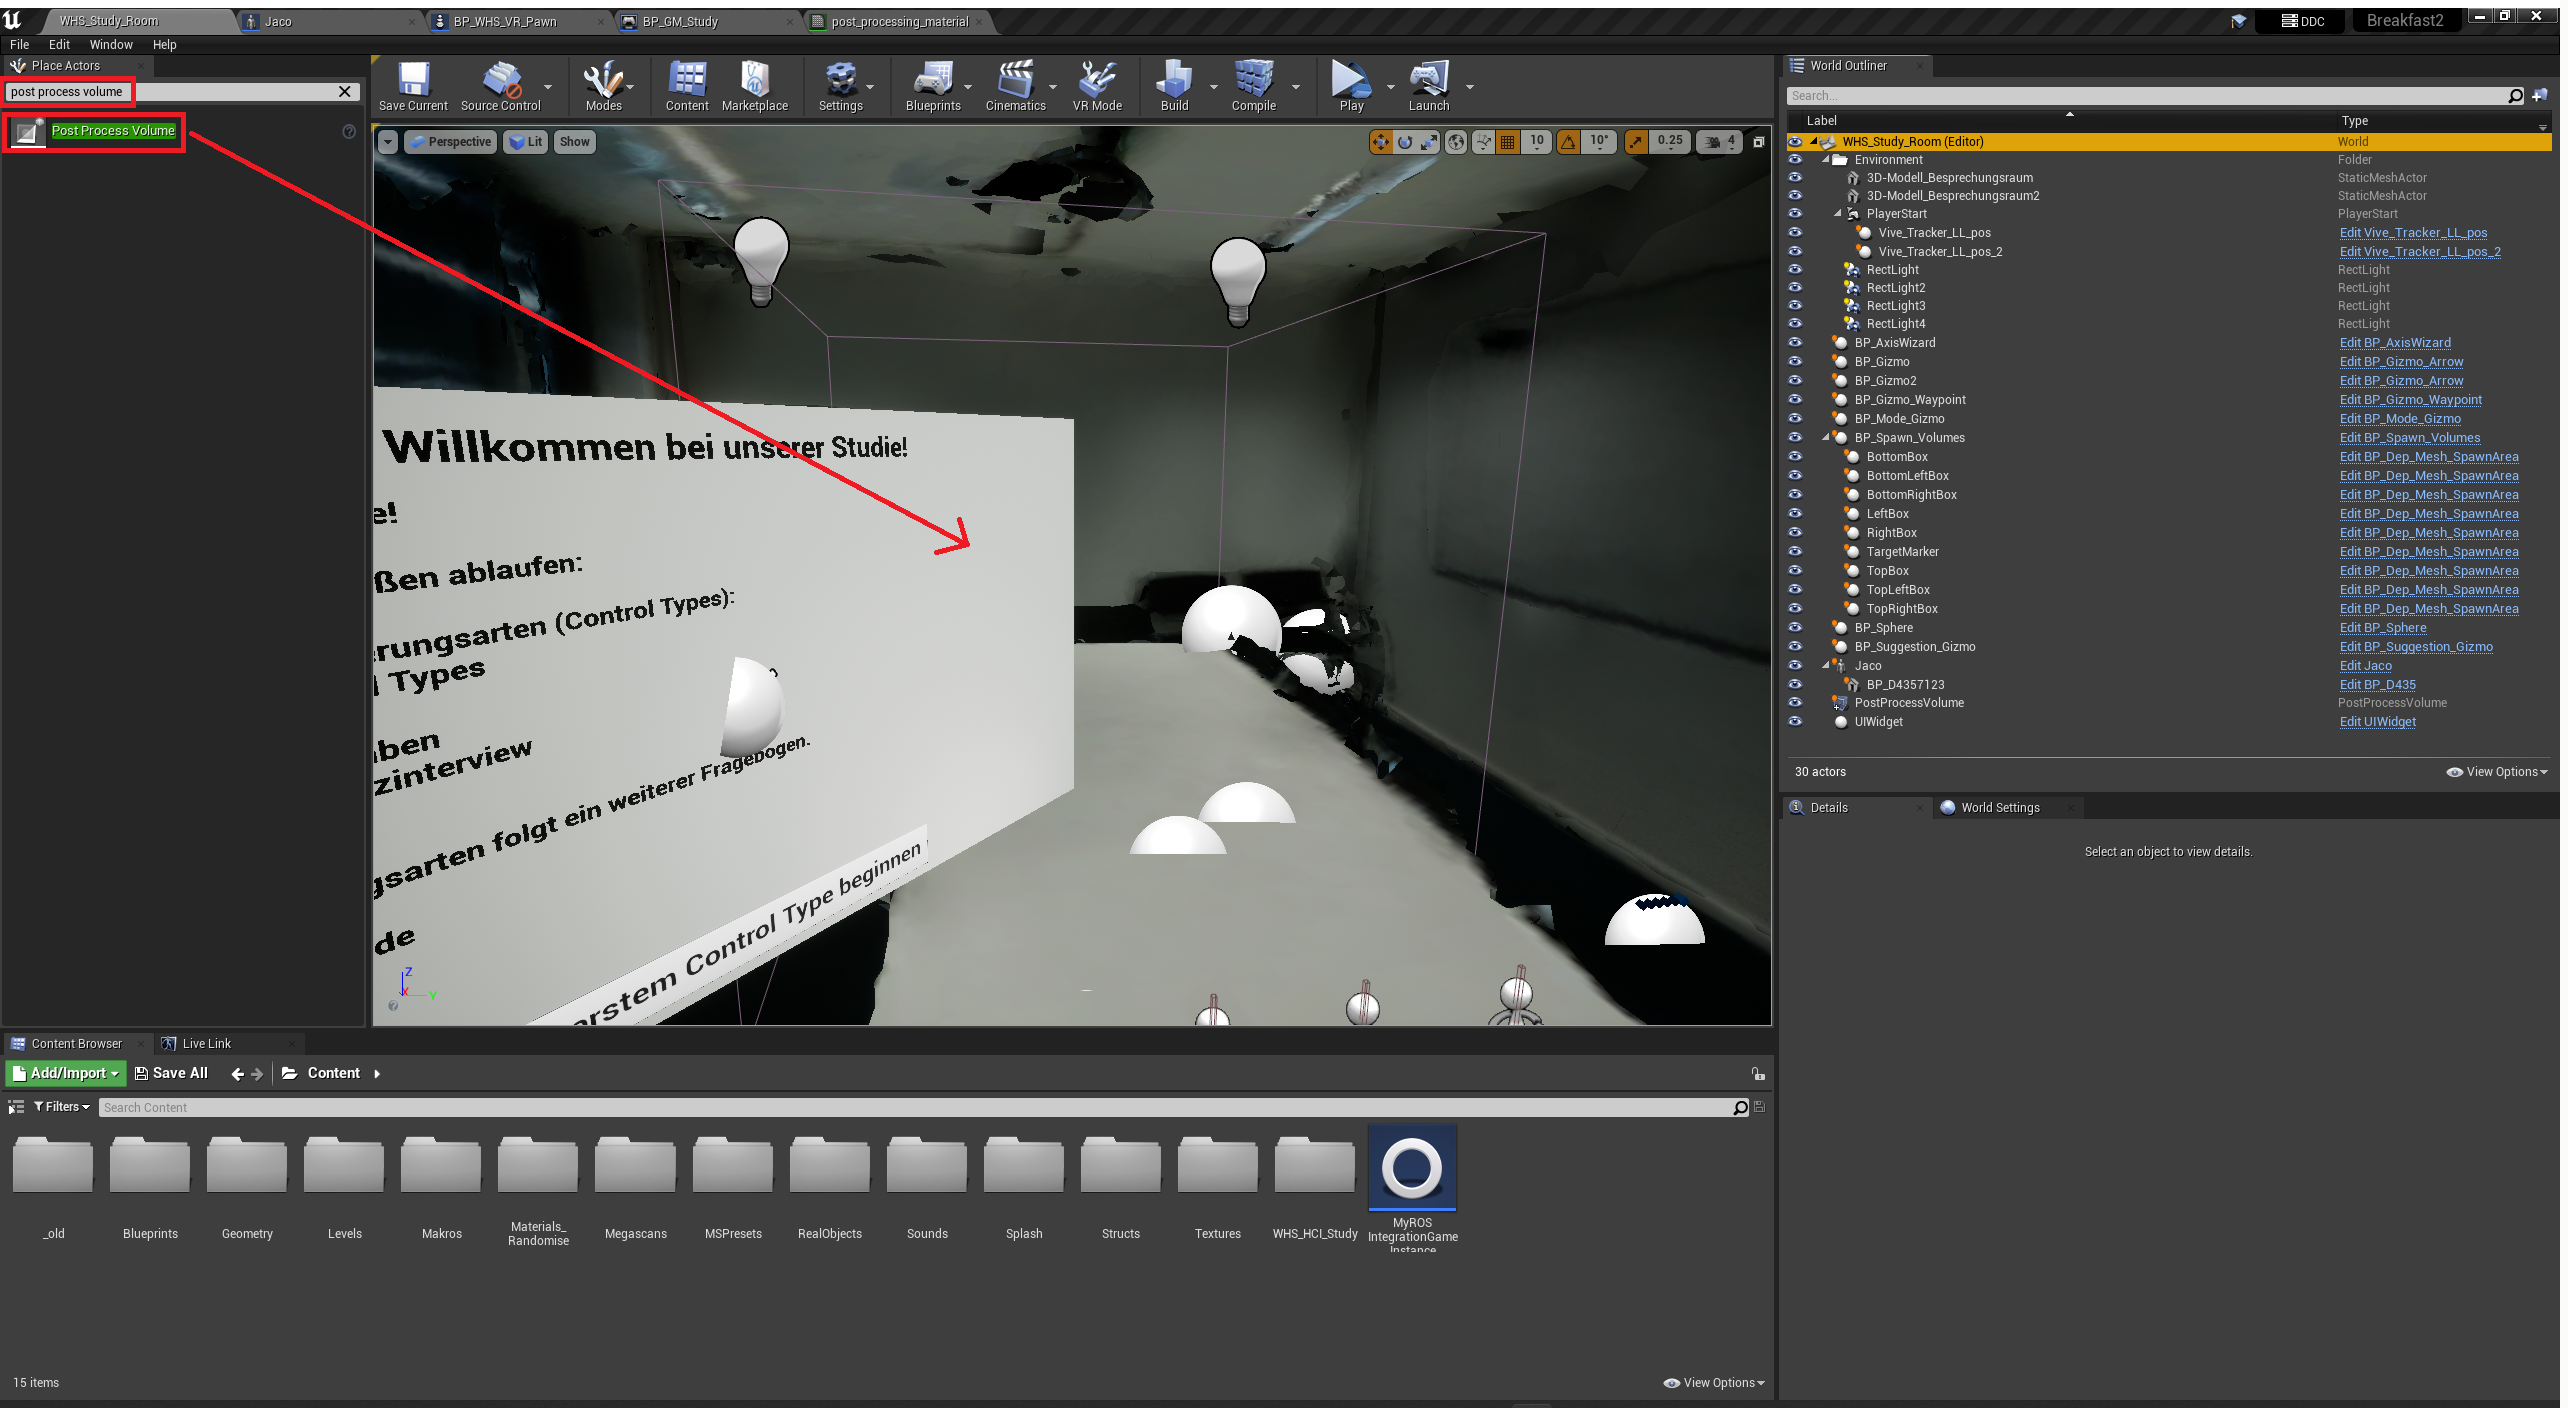 WHS_Study_Room
Jaco
BP_WHS_VR_Pawn
BP_GM_Study
post_processing_material
DDC
Breakfast2
File Edit Window Help
Place Actors
post process volume
Post Process Volume
Save Current
Source Control
Modes
Content
Marketplace
Settings
Blueprints
Cinematics
VR Mode
Build
Compile
Play
Launch
Perspective
Lit
Show
10
10°
0.25
4
Willkommen bei unserer Studie!
e!
ßen ablaufen:
erungsarten (Control Types):
Types
ben
zinterview
gsarten folgt ein weiterer Fragebogen.
de
erstem Control Type beginnen
Z
X
Y
World Outliner
Search...
Label Type
WHS_Study_Room (Editor) World
Environment Folder
3D-Modell_Besprechungsraum StaticMeshActor
3D-Modell_Besprechungsraum2 StaticMeshActor
PlayerStart PlayerStart
Vive_Tracker_LL_pos Edit Vive_Tracker_LL_pos
Vive_Tracker_LL_pos_2 Edit Vive_Tracker_LL_pos_2
RectLight RectLight
RectLight2 RectLight
RectLight3 RectLight
RectLight4 RectLight
BP_AxisWizard Edit BP_AxisWizard
BP_Gizmo Edit BP_Gizmo_Arrow
BP_Gizmo2 Edit BP_Gizmo_Arrow
BP_Gizmo_Waypoint Edit BP_Gizmo_Waypoint
BP_Mode_Gizmo Edit BP_Mode_Gizmo
BP_Spawn_Volumes Edit BP_Spawn_Volumes
BottomBox Edit BP_Dep_Mesh_SpawnArea
BottomLeftBox Edit BP_Dep_Mesh_SpawnArea
BottomRightBox Edit BP_Dep_Mesh_SpawnArea
LeftBox Edit BP_Dep_Mesh_SpawnArea
RightBox Edit BP_Dep_Mesh_SpawnArea
TargetMarker Edit BP_Dep_Mesh_SpawnArea
TopBox Edit BP_Dep_Mesh_SpawnArea
TopLeftBox Edit BP_Dep_Mesh_SpawnArea
TopRightBox Edit BP_Dep_Mesh_SpawnArea
BP_Sphere Edit BP_Sphere
BP_Suggestion_Gizmo Edit BP_Suggestion_Gizmo
Jaco Edit Jaco
BP_D4357123 Edit BP_D435
PostProcessVolume PostProcessVolume
UIWidget Edit UIWidget
30 actors
View Options
Details
World Settings
Select an object to view details.
Content Browser
Live Link
Add/Import
Save All
Content
Filters
Search Content
_old
Blueprints
Geometry
Levels
Makros
Materials_
Randomise
Megascans
MSPresets
RealObjects
Sounds
Splash
Structs
Textures
WHS_HCI_Study
MyROS
IntegrationGame
Instance
15 items
View Options